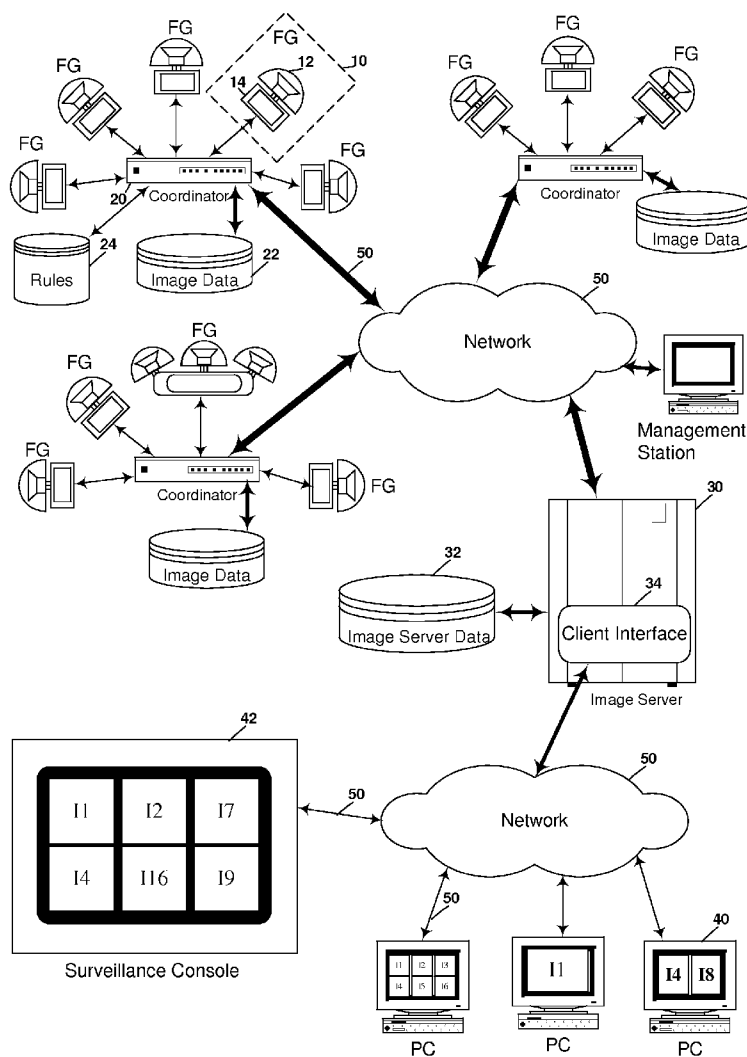 FG
FG
12
10
FG
14
FG
FG
20
Coordinator
24
Rules
Image Data
22
50
FG
FG
FG
Coordinator
Image Data
50
Network
Management
Station
FG
FG
FG
Coordinator
FG
Image Data
30
32
Image Server Data
34
Client Interface
Image Server
42
I1
I2
I7
I4
I16
I9
Surveillance Console
50
50
Network
50
I1
I2
I3
I4
I5
I6
PC
I1
PC
40
I4
I8
PC